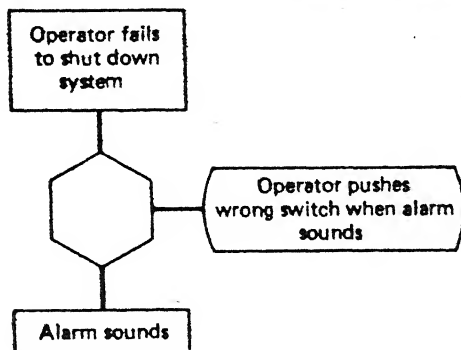 Operator fails
to shut down
system
Operator pushes
wrong switch when alarm
sounds
Alarm sounds